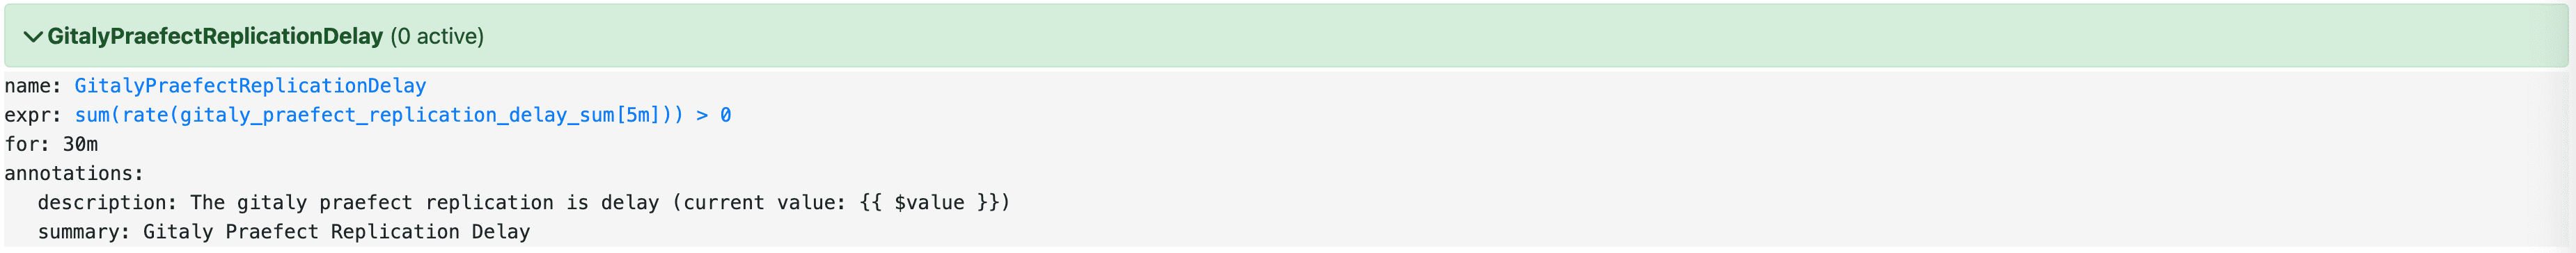 GitalyPraefectReplicationDelay (0 active)
name: GitalyPraefectReplicationDelay
expr: sum(rate(gitaly_praefect_replication_delay_sum[5m])) > 0
for: 30m
annotations:
description: The gitaly praefect replication is delay (current value: {{ $value }})
summary: Gitaly Praefect Replication Delay